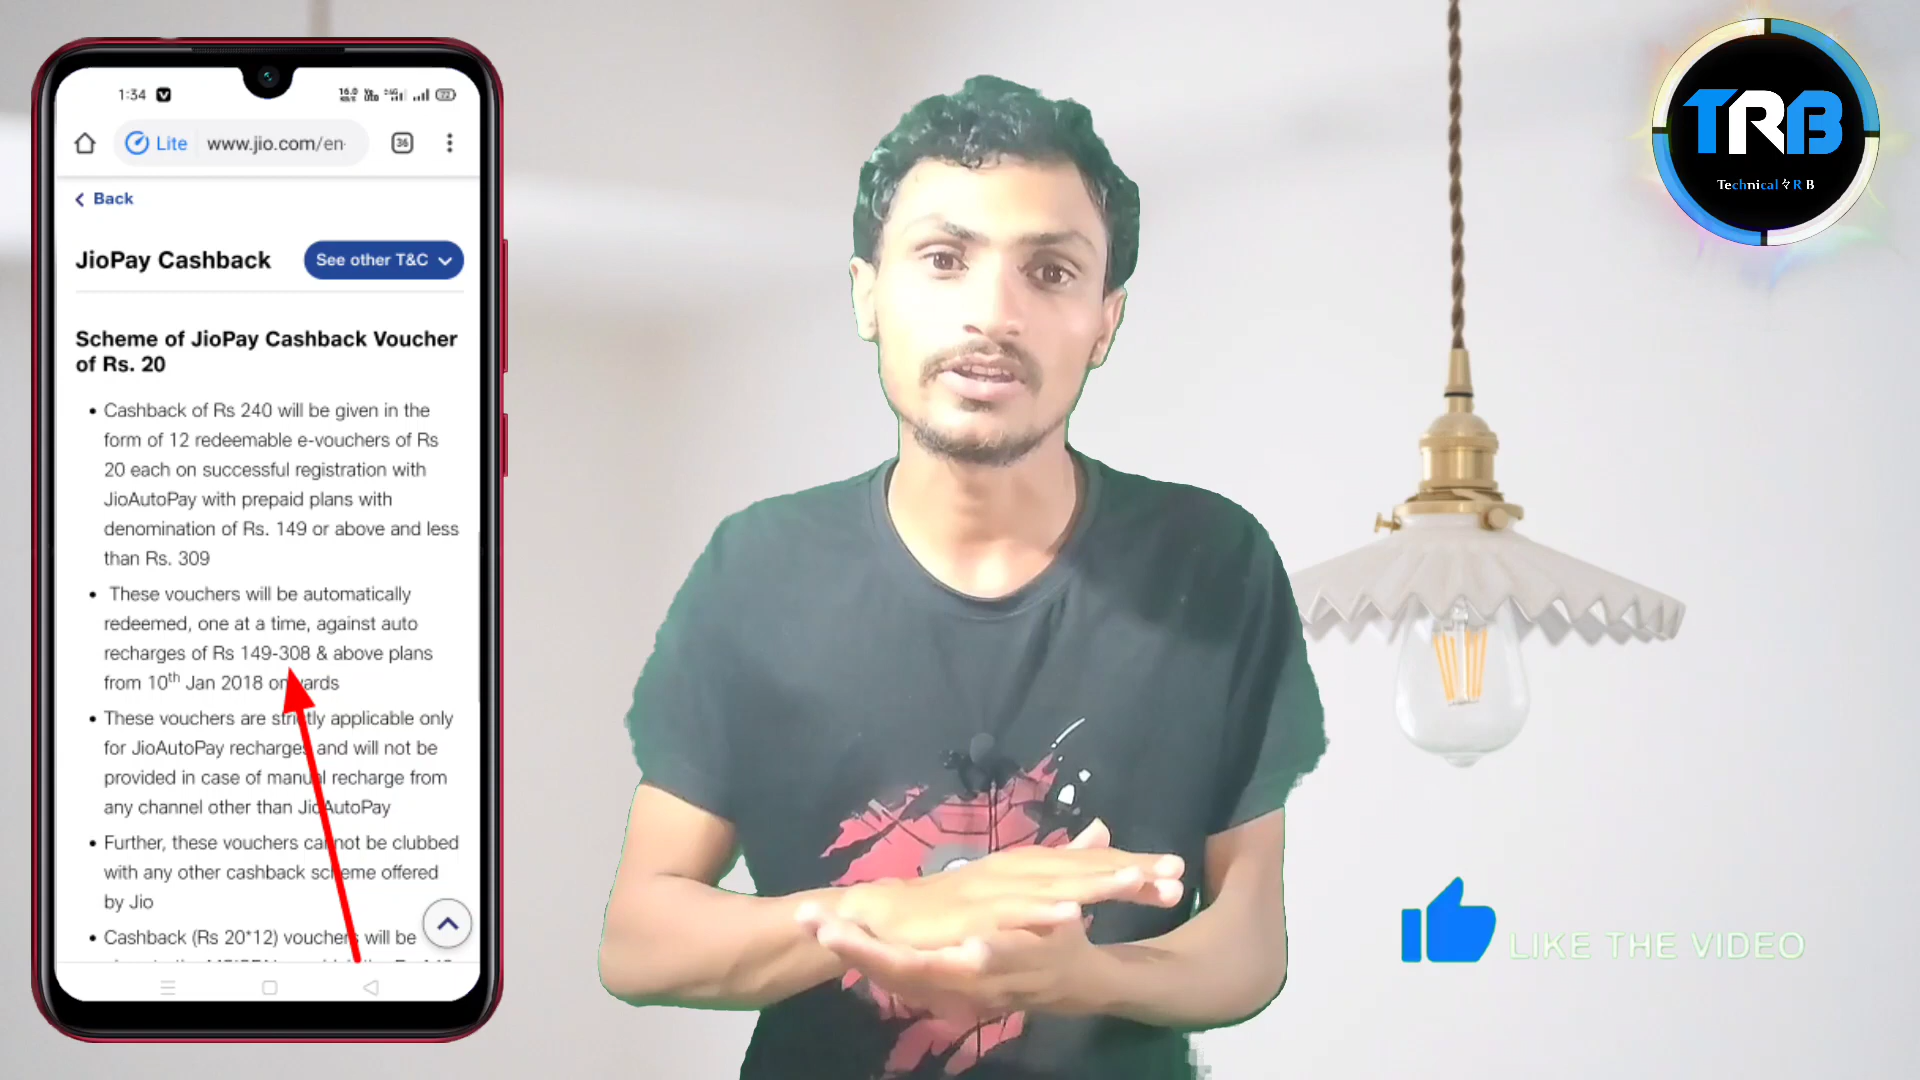 1:34
16.0
Lite
www.jio.com/en
36
Back
JioPay Cashback
See other T&C
Scheme of JioPay Cashback Voucher
of Rs. 20
• Cashback of Rs 240 will be given in the
form of 12 redeemable e-vouchers of Rs
20 each on successful registration with
JioAutoPay with prepaid plans with
denomination of Rs. 149 or above and less
than Rs. 309
• These vouchers will be automatically
redeemed, one at a time, against auto
recharges of Rs 149-308 & above plans
from 10th Jan 2018 onwards
• These vouchers are strictly applicable only
for JioAutoPay recharges and will not be
provided in case of manual recharge from
any channel other than JioAutoPay
• Further, these vouchers cannot be clubbed
with any other cashback scheme offered
by Jio
• Cashback (Rs 20*12) vouchers will be
TRB
Technical RB
LIKE THE VIDEO